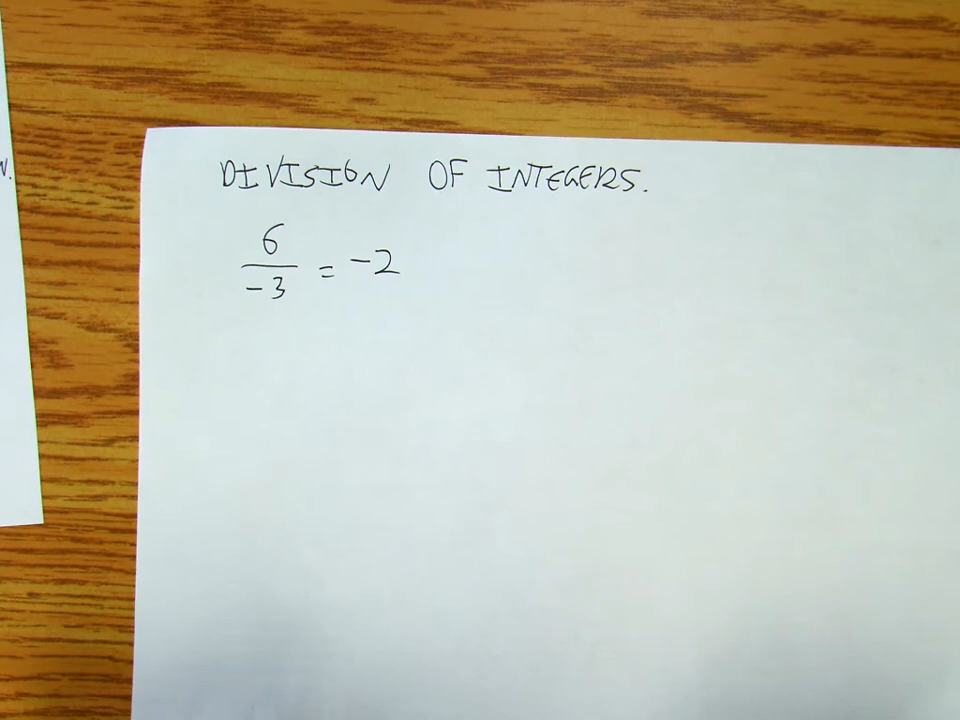 DIVISION OF INTEGERS.
6/-3 = -2